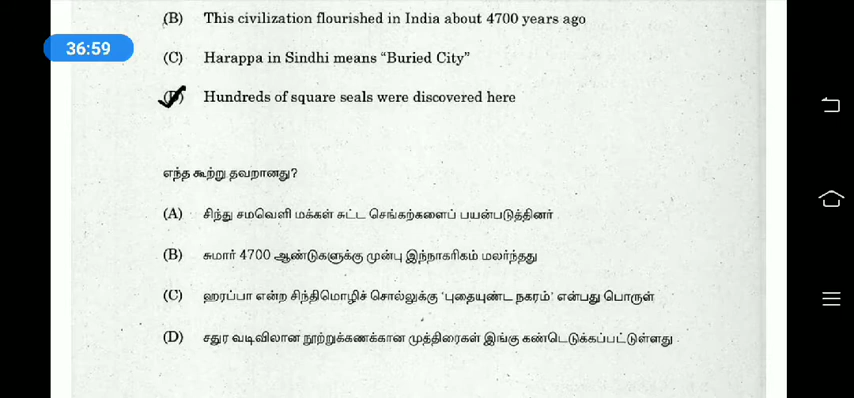 (B) This civilization flourished in India about 4700 years ago
36:59
(C) Harappa in Sindhi means “Buried City”
(D) Hundreds of square seals were discovered here
எந்த கூற்று தவறானது?
(A) சிந்து சமவெளி மக்கள் சுட்ட செங்கற்களைப் பயன்படுத்தினர்
(B) சுமார் 4700 ஆண்டுகளுக்கு முன்பு இந்நாகரிகம் மலர்ந்தது
(C) ஹரப்பா என்ற சிந்திமொழிச் சொல்லுக்கு ‘புதையுண்ட நகரம்’ என்பது பொருள்
(D) சதுர வடிவிலான நூற்றுக்கணக்கான முத்திரைகள் இங்கு கண்டெடுக்கப்பட்டுள்ளது